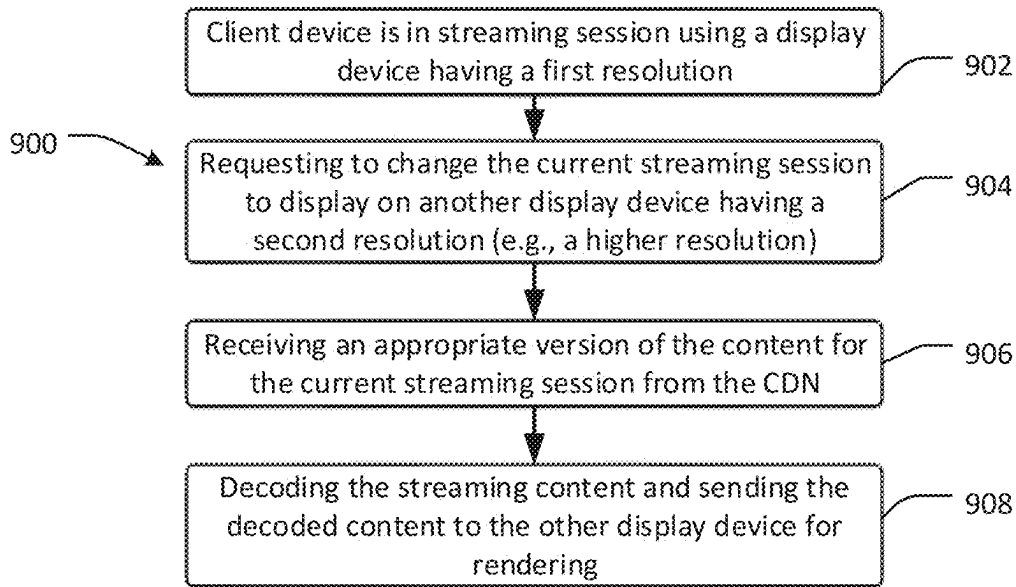 Client device is in streaming session using a display
device having a first resolution
902
900
Requesting to change the current streaming session
to display on another display device having a
second resolution (e.g., a higher resolution)
904
Receiving an appropriate version of the content for
the current streaming session from the CDN
906
Decoding the streaming content and sending the
decoded content to the other display device for
rendering
908